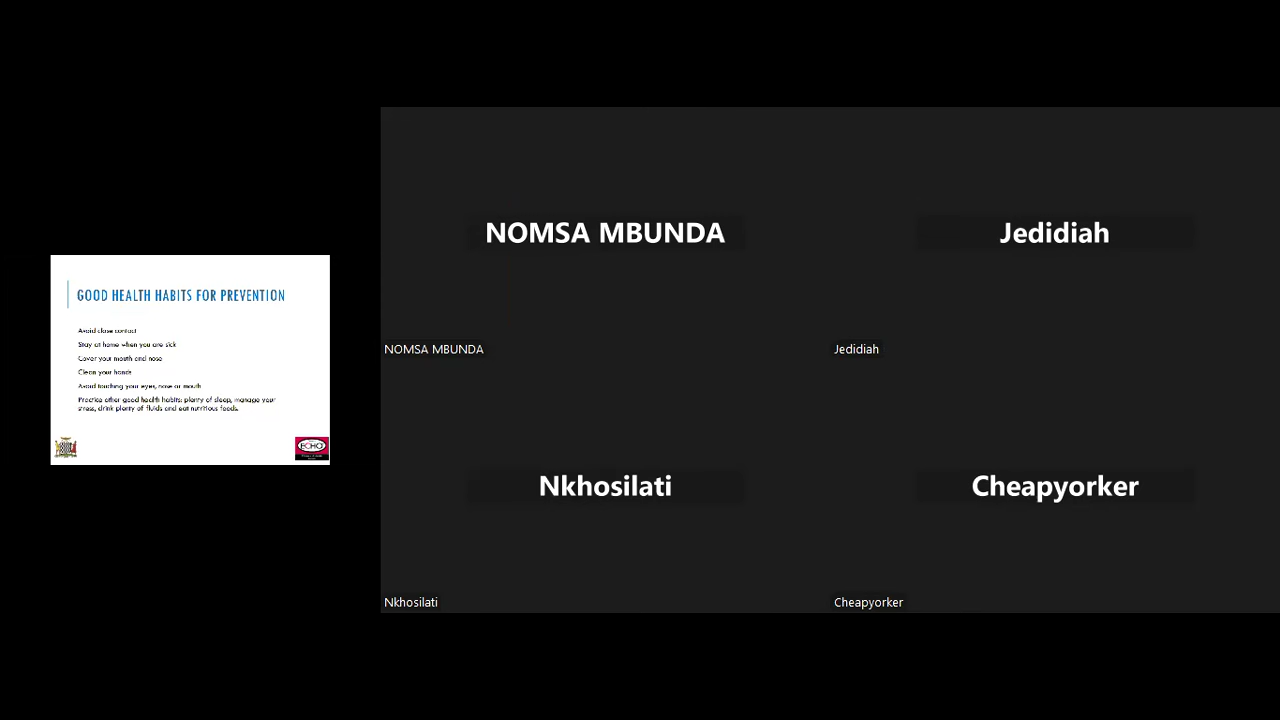 GOOD HEALTH HABITS FOR PREVENTION
Avoid close contact
Stay at home when you are sick
Cover your mouth and nose
Clean your hands
Avoid touching your eyes, nose or mouth
Practice other good health habits: plenty of sleep, manage your
stress, drink plenty of fluids and eat nutritious foods.
ECHO
NOMSA MBUNDA
Jedidiah
NOMSA MBUNDA
Jedidiah
Nkhosilati
Cheapyorker
Nkhosilati
Cheapyorker